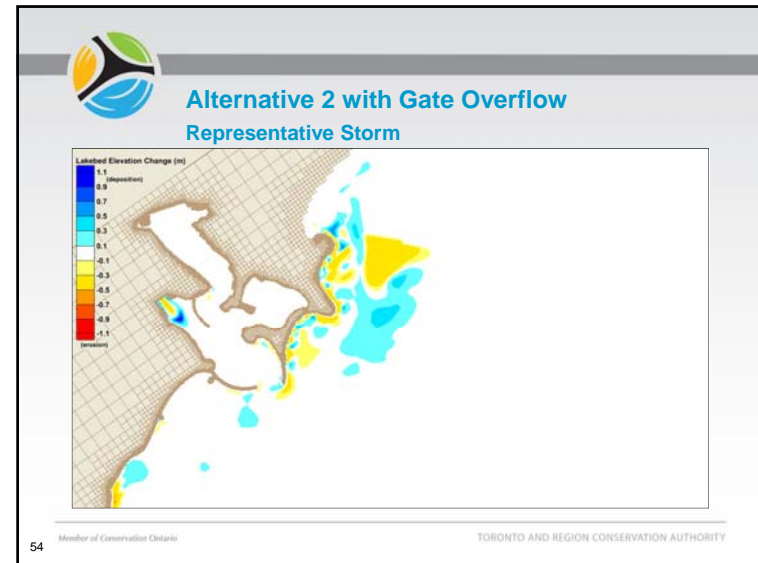 Alternative 2 with Gate Overflow
Representative Storm
Lakebed Elevation Change (m)
1.1
(deposition)
0.9
0.7
0.5
0.3
0.1
-0.1
-0.3
-0.5
-0.7
-0.9
-1.1
(erosion)
Member of Conservation Ontario
TORONTO AND REGION CONSERVATION AUTHORITY
54